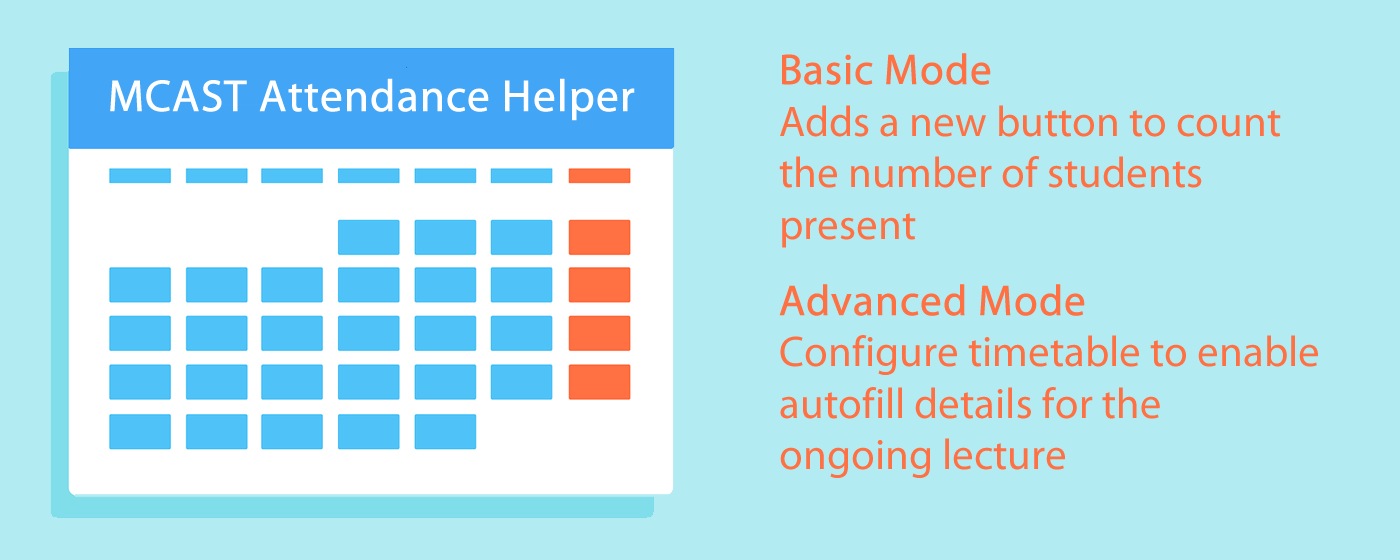 MCAST Attendance Helper
Basic Mode
Adds a new button to count
the number of students
present
Advanced Mode
Configure timetable to enable
autofill details for the
ongoing lecture